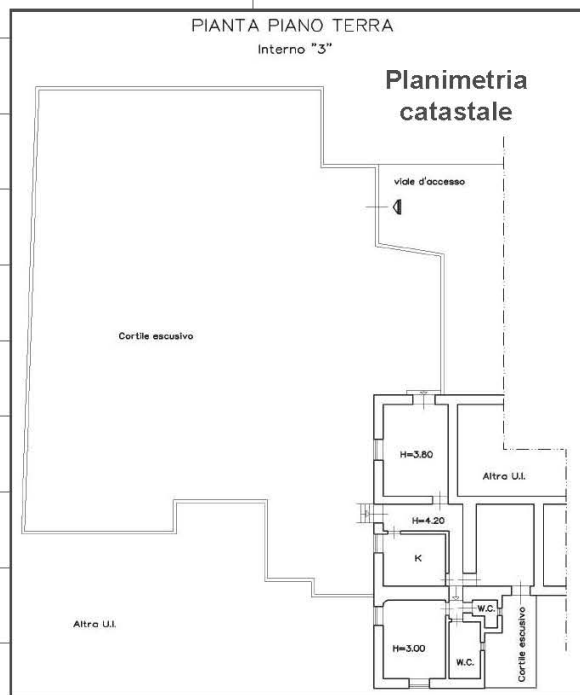 PIANTA PIANO TERRA
Interno "3"
Planimetria
catastale
viale d'accesso
Cortile escusivo
H=3.80
Altra U.I.
H=4.20
K
W.C.
Altra U.I.
H=3.00
W.C.
Cortile escusivo